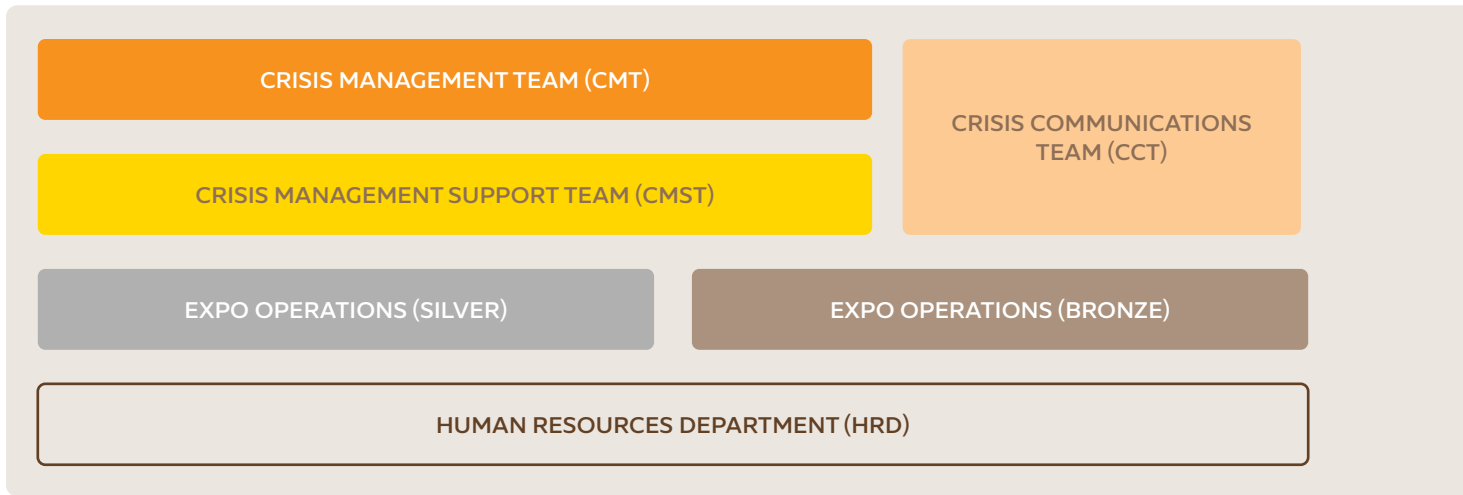 CRISIS MANAGEMENT TEAM (CMT)
CRISIS COMMUNICATIONS
TEAM (CCT)
CRISIS MANAGEMENT SUPPORT TEAM (CMST)
EXPO OPERATIONS (SILVER)
EXPO OPERATIONS (BRONZE)
HUMAN RESOURCES DEPARTMENT (HRD)